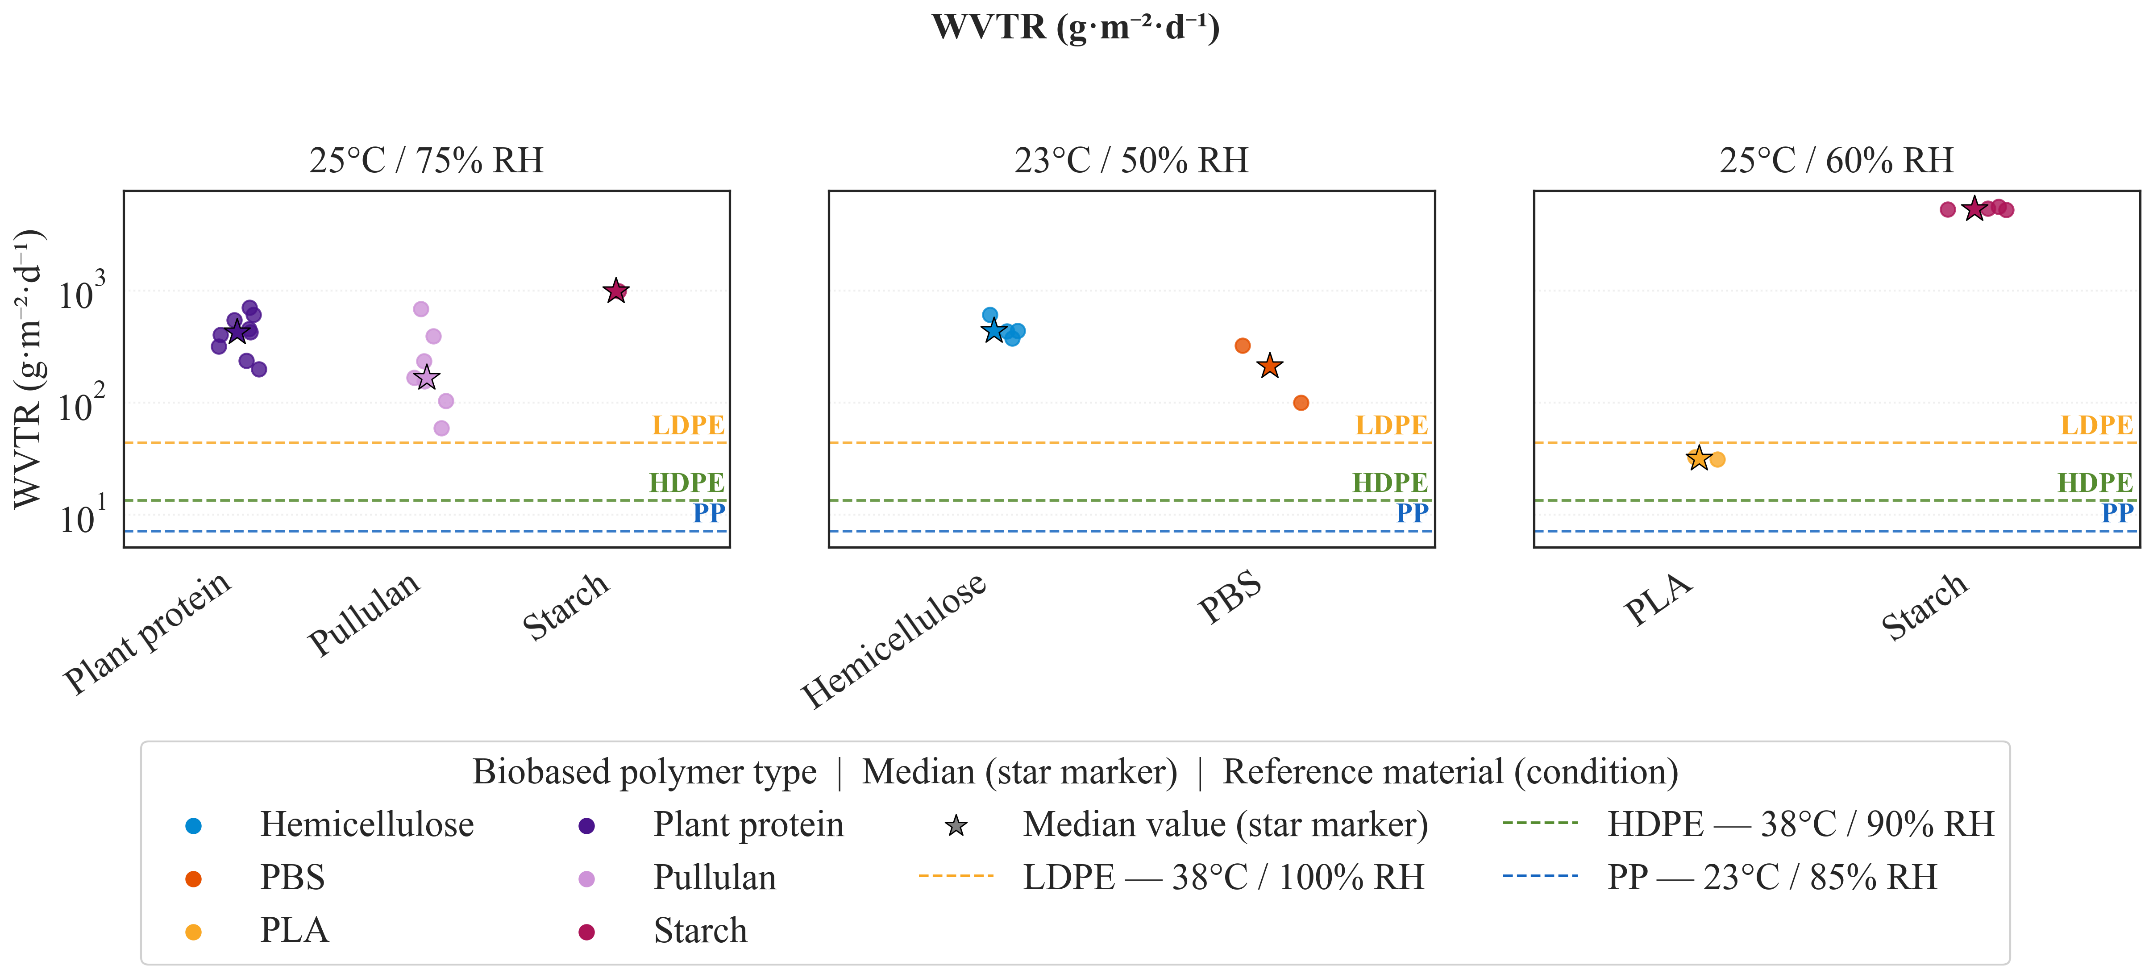 WVTR (g·m⁻²·d⁻¹)
25°C / 75% RH
23°C / 50% RH
25°C / 60% RH
WVTR (g·m⁻²·d⁻¹)
10³
10²
10¹
LDPE
HDPE
PP
LDPE
HDPE
PP
LDPE
HDPE
PP
Plant protein
Pullulan
Starch
Hemicellulose
PBS
PLA
Starch
Biobased polymer type | Median (star marker) | Reference material (condition)
Hemicellulose
PBS
PLA
Plant protein
Pullulan
Starch
Median value (star marker)
LDPE — 38°C / 100% RH
HDPE — 38°C / 90% RH
PP — 23°C / 85% RH